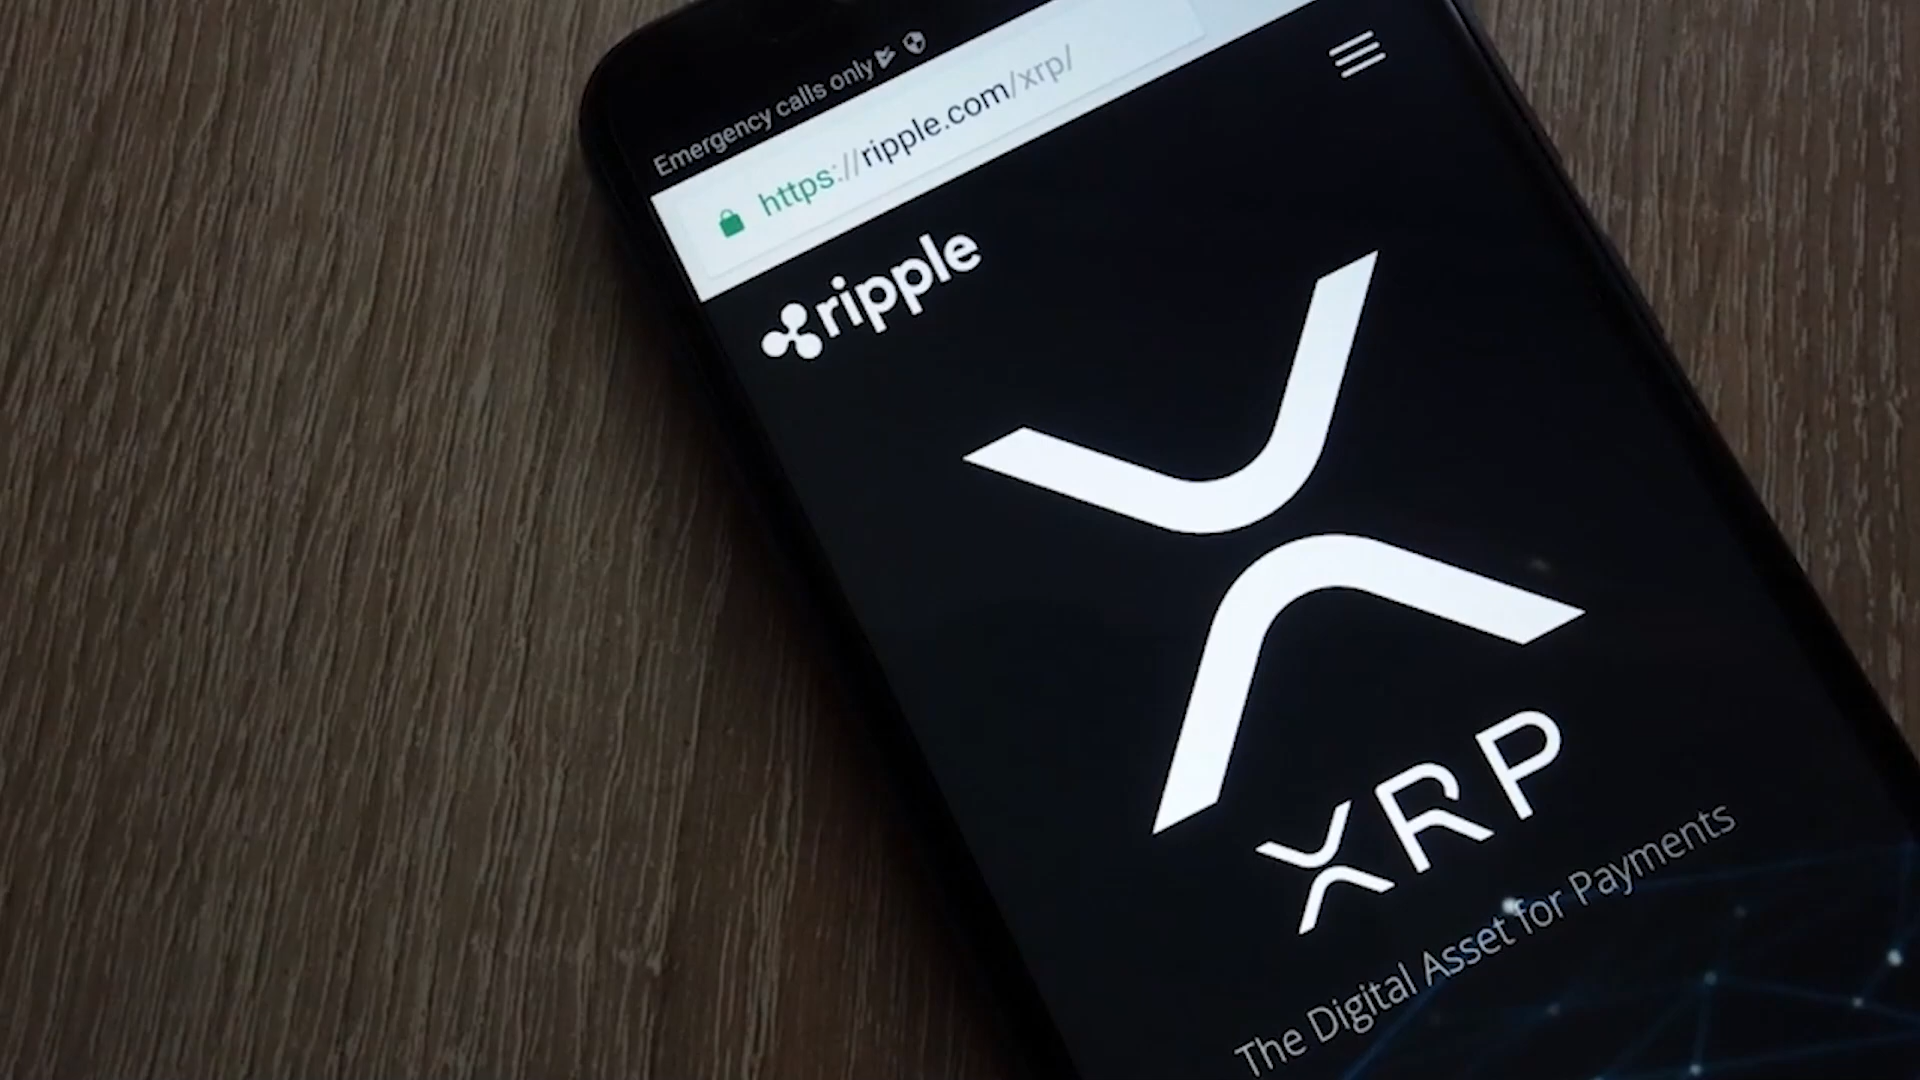 Emergency calls only
https://ripple.com/xrp/
ripple
XRP
The Digital Asset for Payments